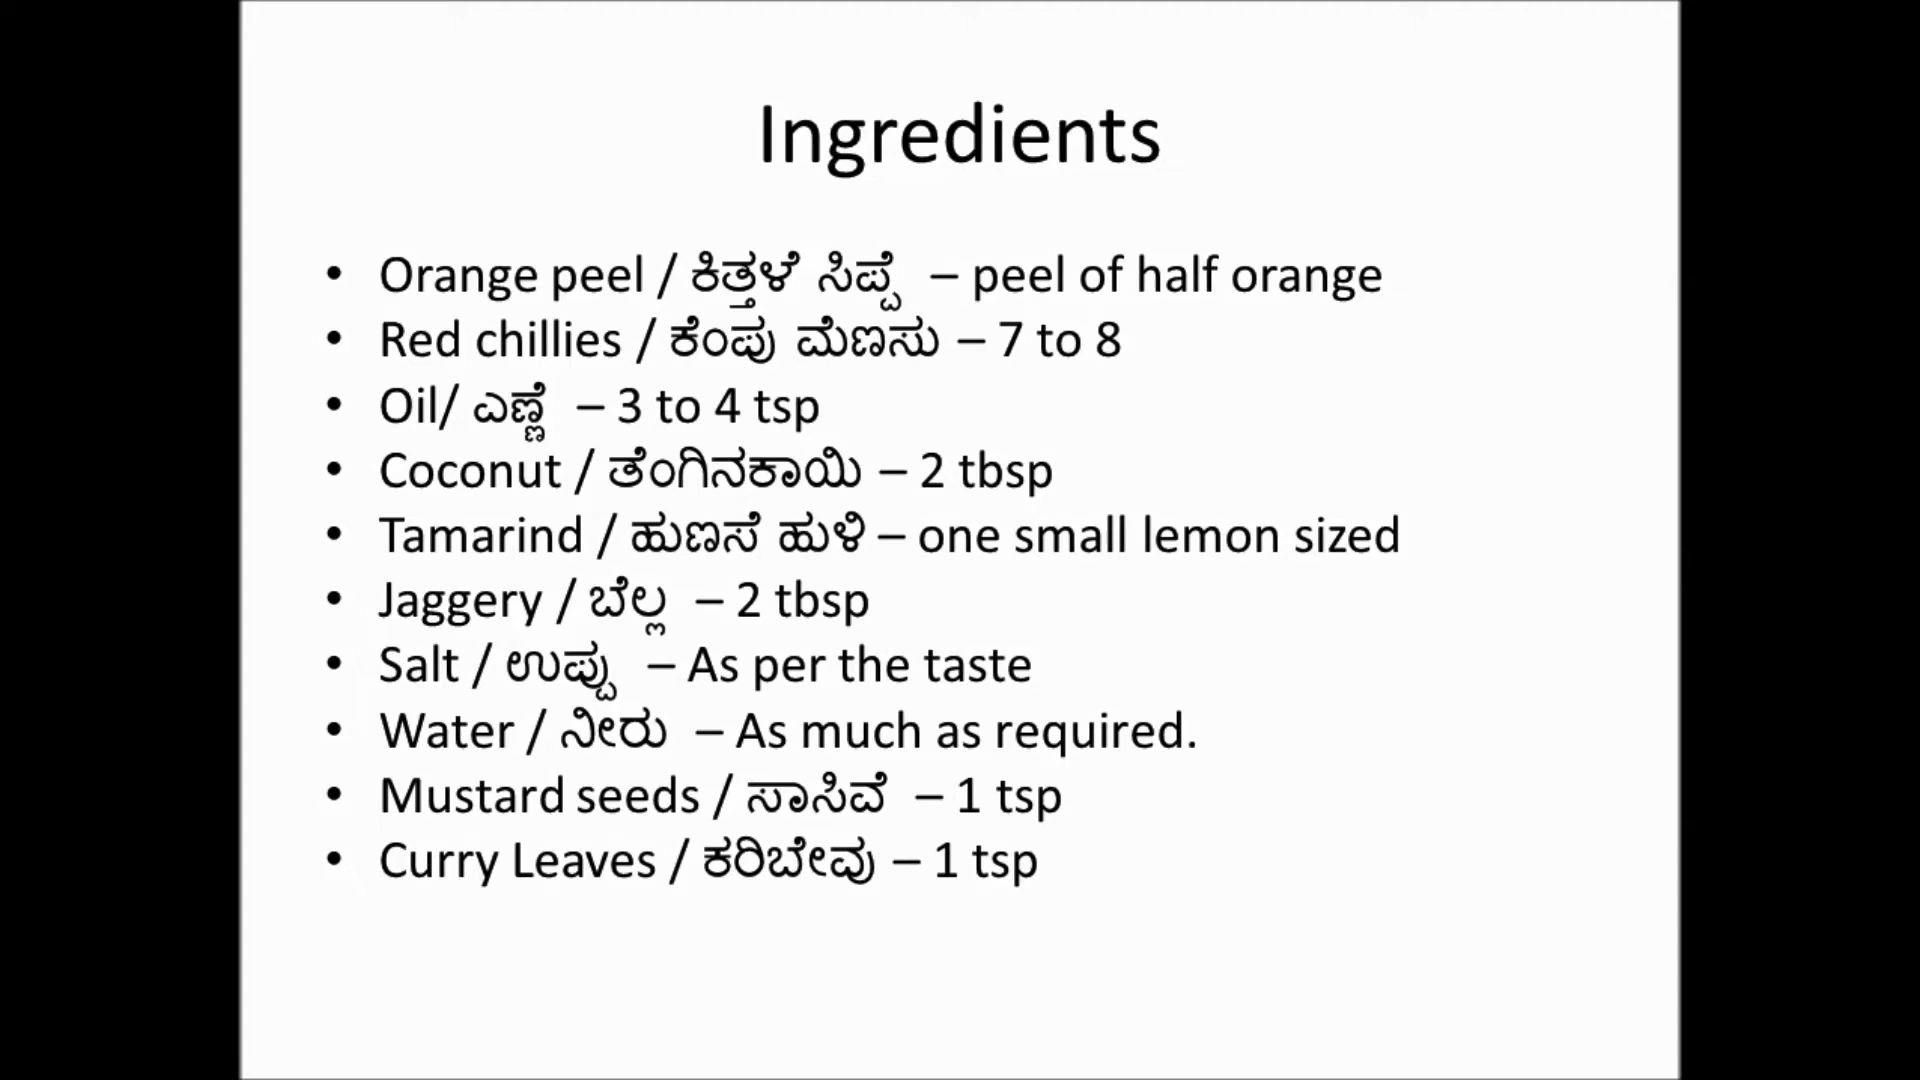 Ingredients
• Orange peel / ಕಿತ್ತಳೆ ಸಿಪ್ಪೆ – peel of half orange
• Red chillies / ಕೆಂಪು ಮೆಣಸು – 7 to 8
• Oil/ ಎಣ್ಣೆ – 3 to 4 tsp
• Coconut / ತೆಂಗಿನಕಾಯಿ – 2 tbsp
• Tamarind / ಹುಣಸೆ ಹುಳಿ – one small lemon sized
• Jaggery / ಬೆಲ್ಲ – 2 tbsp
• Salt / ಉಪ್ಪು – As per the taste
• Water / ನೀರು – As much as required.
• Mustard seeds / ಸಾಸಿವೆ – 1 tsp
• Curry Leaves / ಕರಿಬೇವು – 1 tsp